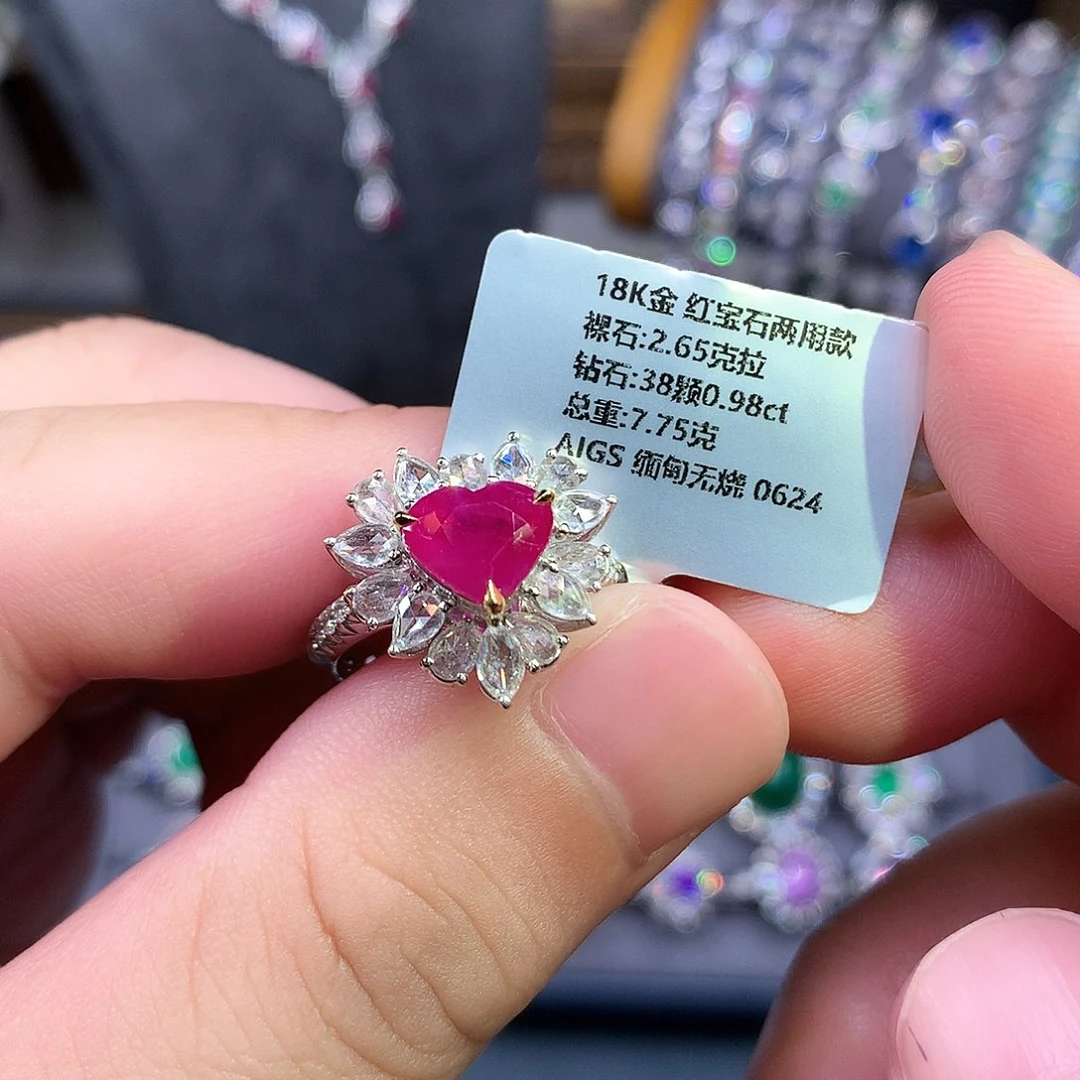 18K金 红宝石两用款
裸石:2.65克拉
钻石:38颗0.98ct
总重:7.75克
AIGS 缅甸无烧 0624